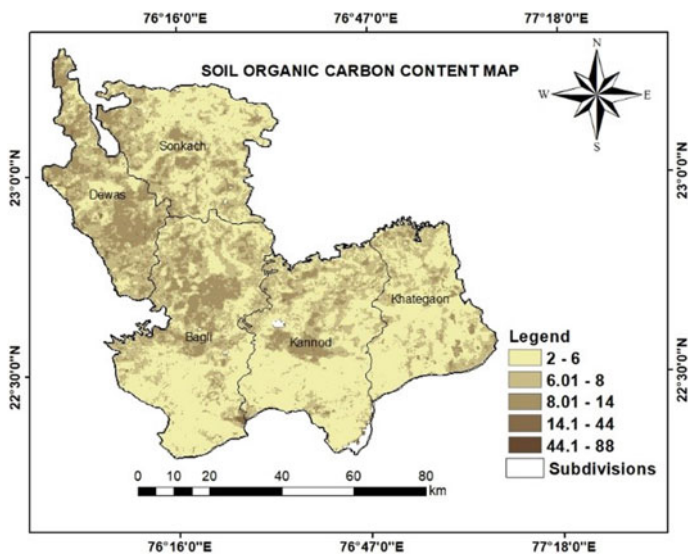 76°16'0"E 76°47'0"E 77°18'0"E
SOIL ORGANIC CARBON CONTENT MAP
N
W E
S
Sonkach
23°0'0"N 23°0'0"N
Dewas
Khategaon
Bagli Kannod
22°30'0"N 22°30'0"N
Legend
2 - 6
6.01 - 8
8.01 - 14
14.1 - 44
44.1 - 88
Subdivisions
0 10 20 40 60 80
km
76°16'0"E 76°47'0"E 77°18'0"E